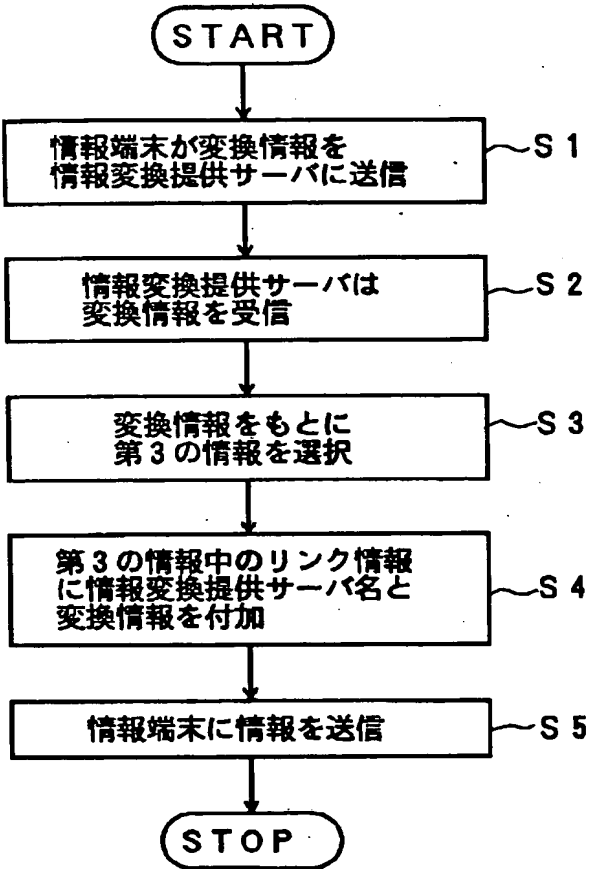 START
情報端末が変換情報を
情報変換提供サーバに送信
S1
情報変換提供サーバは
変換情報を受信
S2
変換情報をもとに
第3の情報を選択
S3
第3の情報中のリンク情報
に情報変換提供サーバ名と
変換情報を付加
S4
情報端末に情報を送信
S5
STOP